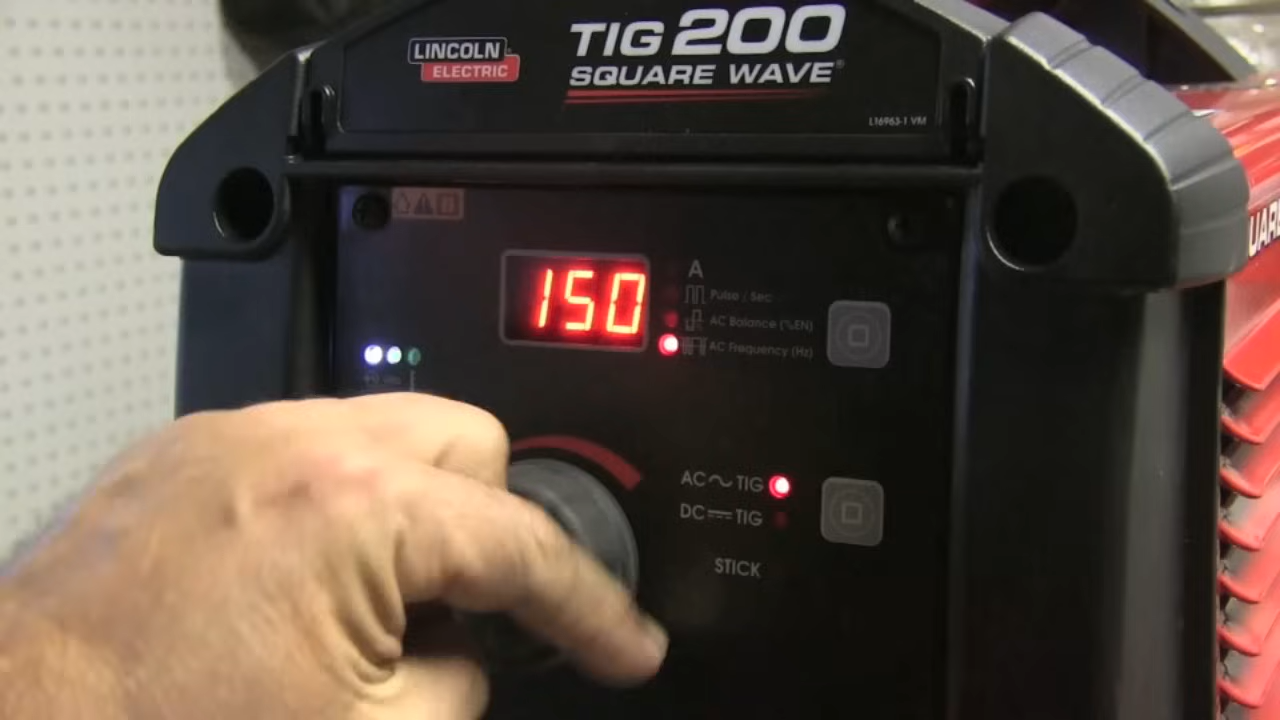 LINCOLN
ELECTRIC
TIG 200
SQUARE WAVE®
L16963-1 VM
150
A
Pulse / Sec
AC Balance (%EN)
AC Frequency (Hz)
AC TIG
DC TIG
STICK